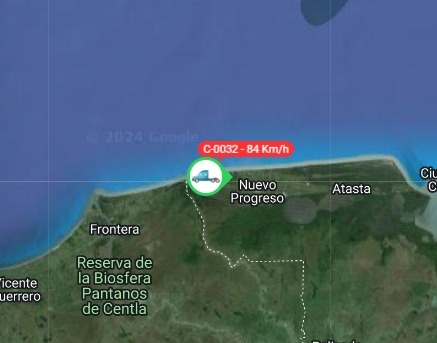 © 2024 Google
C-0032 - 84 Km/h
Nuevo
Progreso
Atasta
Ciu
C
Frontera
Reserva de
la Biosfera
Pantanos
de Centla
Vicente
uerrero